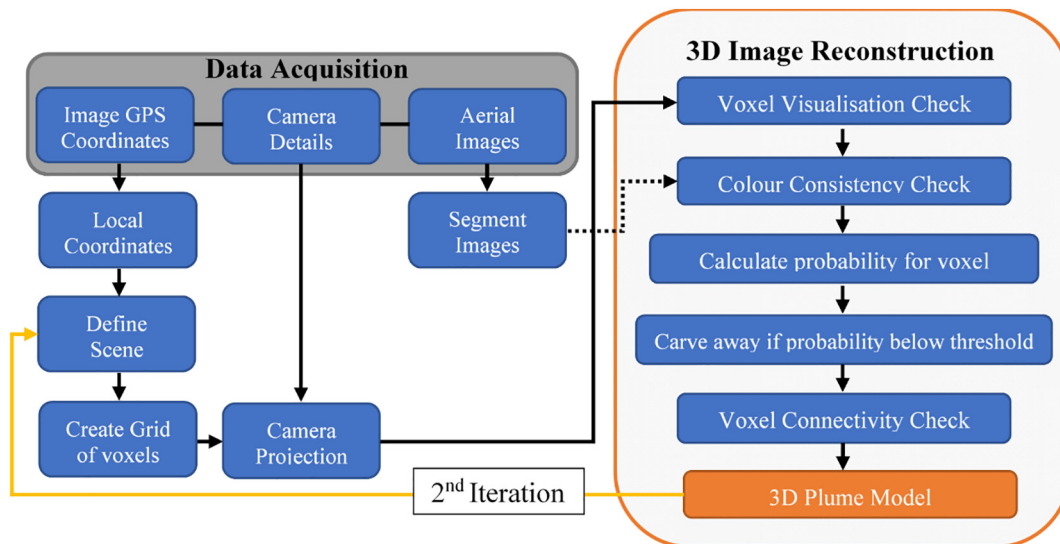 Data Acquisition
Image GPS
Coordinates
Camera
Details
Aerial
Images
Local
Coordinates
Segment
Images
Define
Scene
Create Grid
of voxels
Camera
Projection
2nd Iteration
3D Image Reconstruction
Voxel Visualisation Check
Colour Consistency Check
Calculate probability for voxel
Carve away if probability below threshold
Voxel Connectivity Check
3D Plume Model